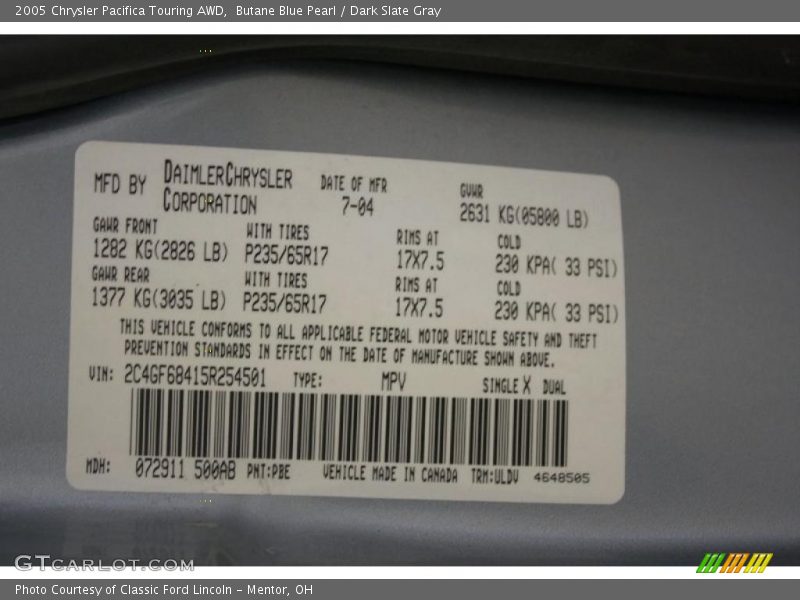 2005 Chrysler Pacifica Touring AWD,  Butane Blue Pearl / Dark Slate Gray
MFD BY DAIMLERCHRYSLER CORPORATION DATE OF MFR 7-04 GVWR 2631 KG(05800 LB)
GAWR FRONT WITH TIRES RIMS AT COLD
1282 KG(2826 LB) P235/65R17 17X7.5 230 KPA( 33 PSI)
GAWR REAR WITH TIRES RIMS AT COLD
1377 KG(3035 LB) P235/65R17 17X7.5 230 KPA( 33 PSI)
THIS VEHICLE CONFORMS TO ALL APPLICABLE FEDERAL MOTOR VEHICLE SAFETY AND THEFT
PREVENTION STANDARDS IN EFFECT ON THE DATE OF MANUFACTURE SHOWN ABOVE.
VIN: 2C4GF68415R254501 TYPE: MPV SINGLE X DUAL
MDH: 072911 500AB PNT:PBE VEHICLE MADE IN CANADA TRM:ULDV 4648505
GTCARLOT.COM
Photo Courtesy of Classic Ford Lincoln - Mentor, OH